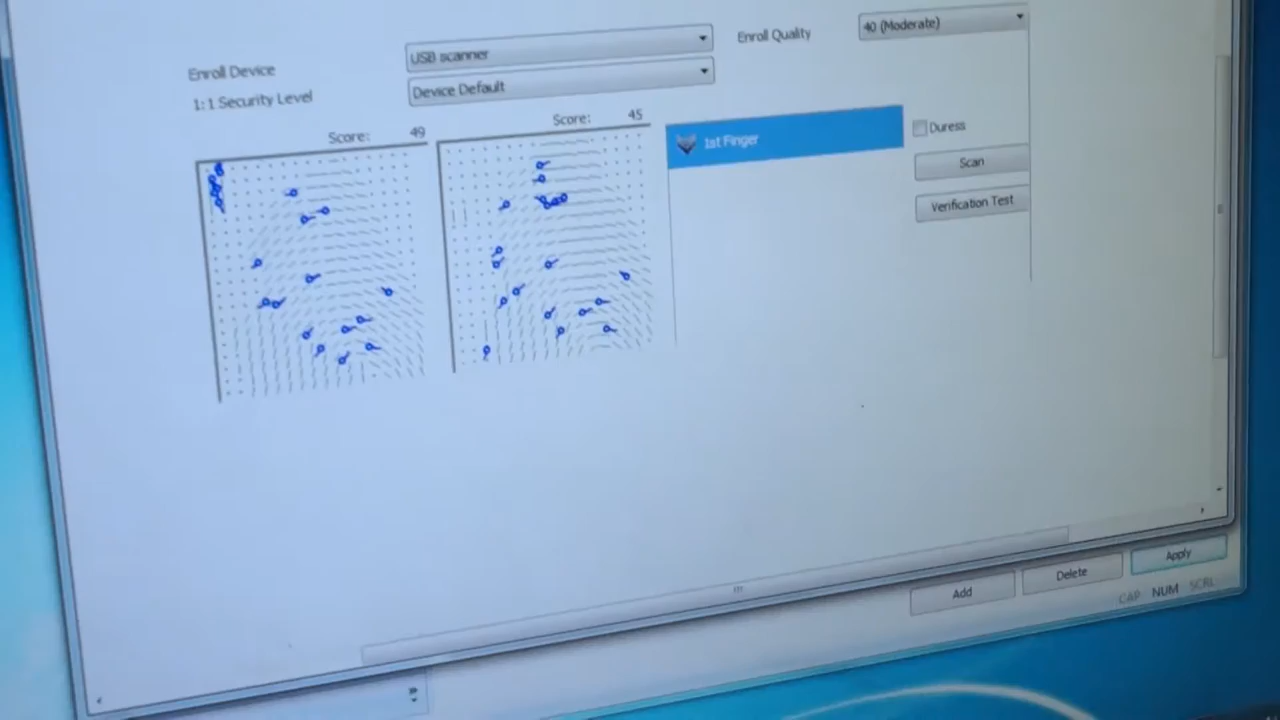 Enroll Device
USB scanner
Enroll Quality
40 (Moderate)
1:1 Security Level
Device Default
Score: 49
Score: 45
1st Finger
Duress
Scan
Verification Test
Add
Delete
Apply
CAP NUM SCRL